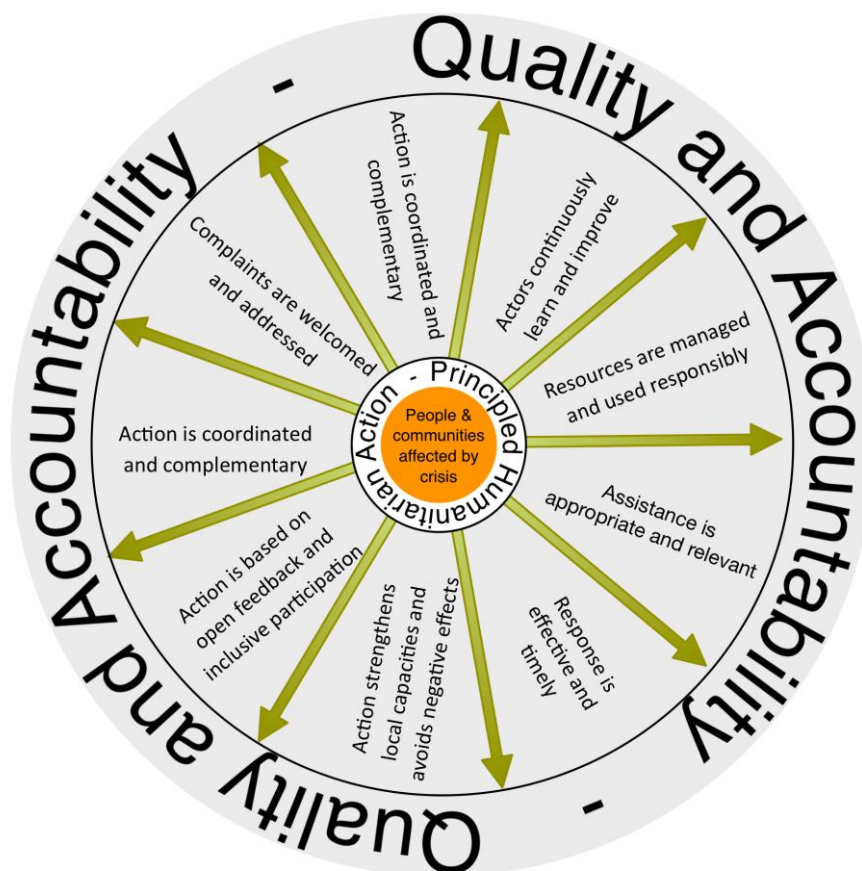 Quality and Accountability - Quality and Accountability -
Action is coordinated and
complementary
Actors continuously
learn and improve
Resources are managed
and used responsibly
Assistance is
appropriate and relevant
Response is
effective and
timely
Action strengthens
local capacities and
avoids negative effects
Action is based on
open feedback and
inclusive participation
Action is coordinated
and complementary
Complaints are welcomed
and addressed
Principled Humanitarian Action -
People &
communities
affected by
crisis